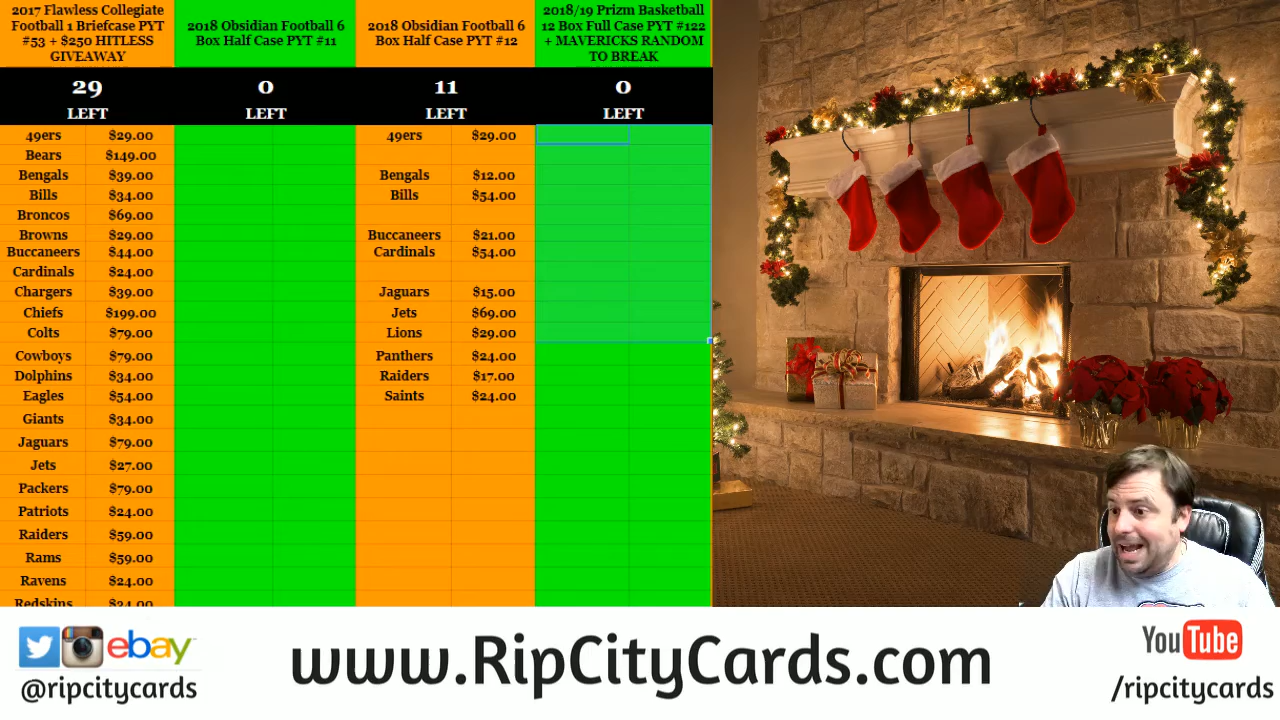 2017 Flawless Collegiate
Football 1 Briefcase PYT
#53 + $250 HITLESS
GIVEAWAY
2018 Obsidian Football 6
Box Half Case PYT #11
2018 Obsidian Football 6
Box Half Case PYT #12
2018/19 Prizm Basketball
12 Box Full Case PYT #122
+ MAVERICKS RANDOM
TO BREAK
29 0 11 0
LEFT LEFT LEFT LEFT
49ers $29.00 49ers $29.00
Bears $149.00
Bengals $39.00 Bengals $12.00
Bills $34.00 Bills $54.00
Broncos $69.00
Browns $29.00 Buccaneers $21.00
Buccaneers $44.00 Cardinals $54.00
Cardinals $24.00
Chargers $39.00 Jaguars $15.00
Chiefs $199.00 Jets $69.00
Colts $79.00 Lions $29.00
Cowboys $79.00 Panthers $24.00
Dolphins $34.00 Raiders $17.00
Eagles $54.00 Saints $24.00
Giants $34.00
Jaguars $79.00
Jets $27.00
Packers $79.00
Patriots $24.00
Raiders $59.00
Rams $59.00
Ravens $24.00
Redskins $34.00
ebay
@ripcitycards
www.RipCityCards.com
YouTube
/ripcitycards